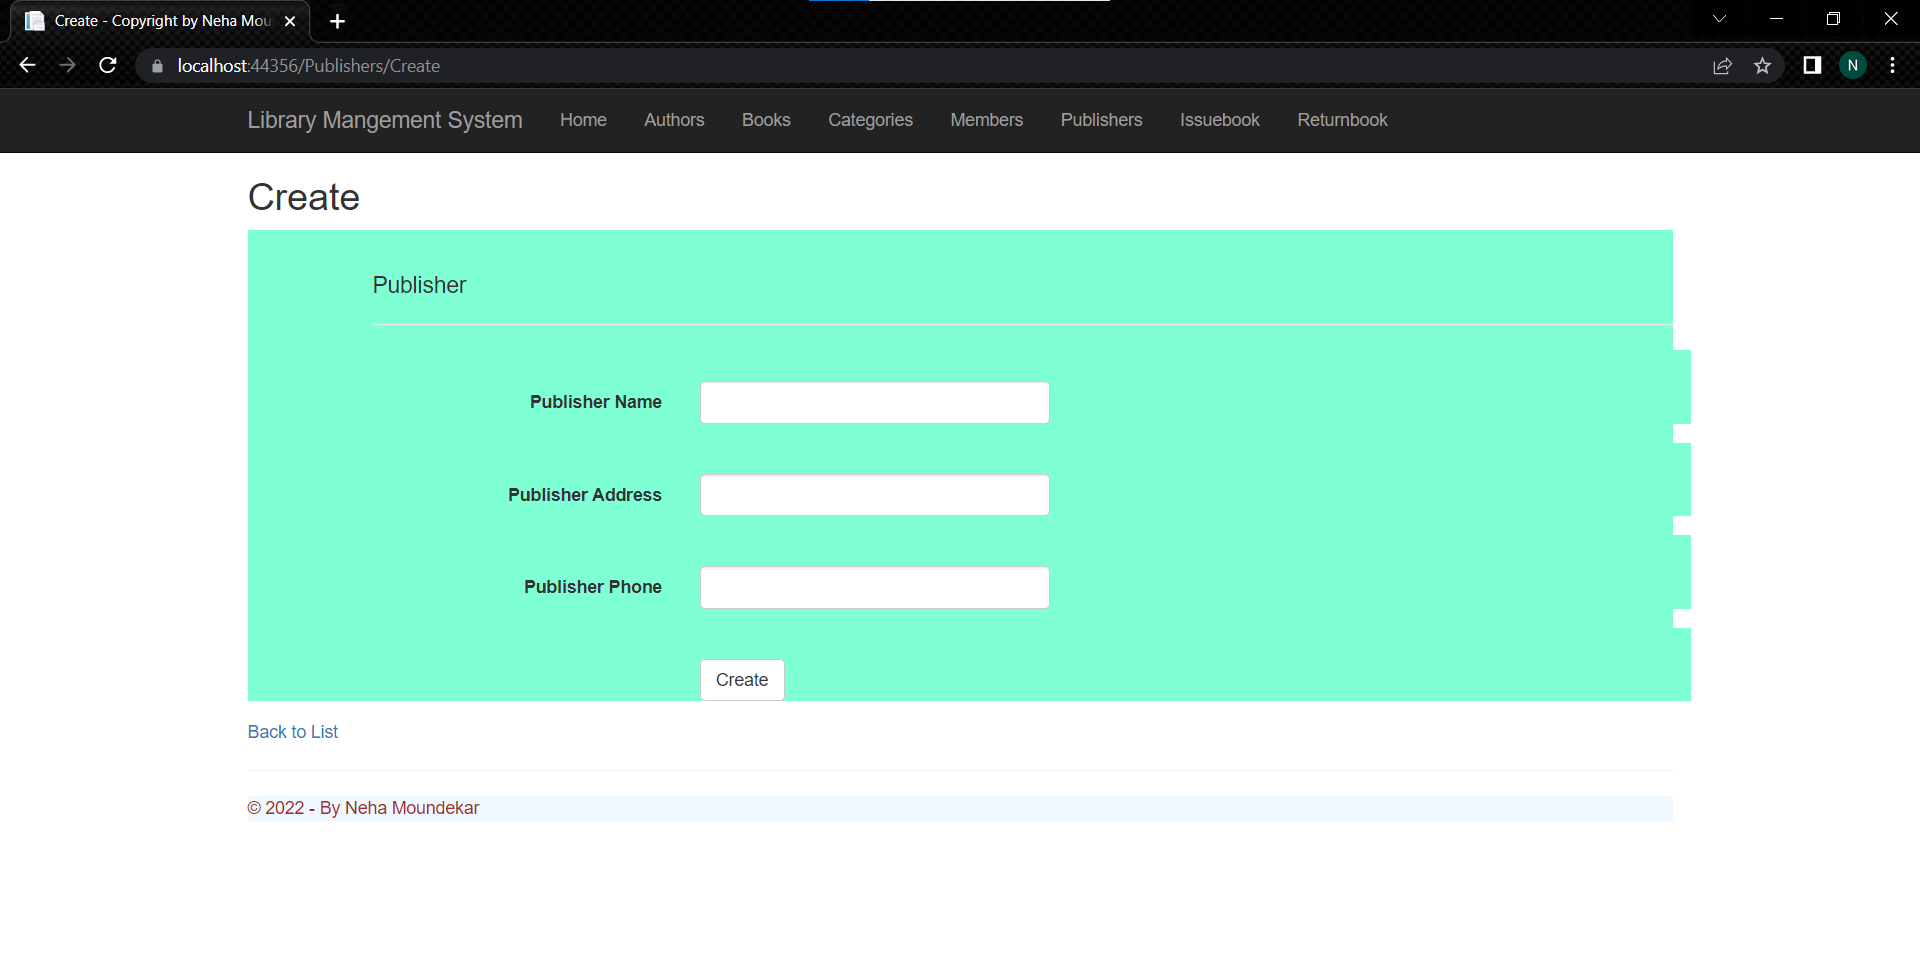 Create - Copyright by Neha Mou
localhost:44356/Publishers/Create
N
Library Mangement System Home Authors Books Categories Members Publishers Issuebook Returnbook
Create
Publisher
Publisher Name
Publisher Address
Publisher Phone
Create
Back to List
© 2022 - By Neha Moundekar